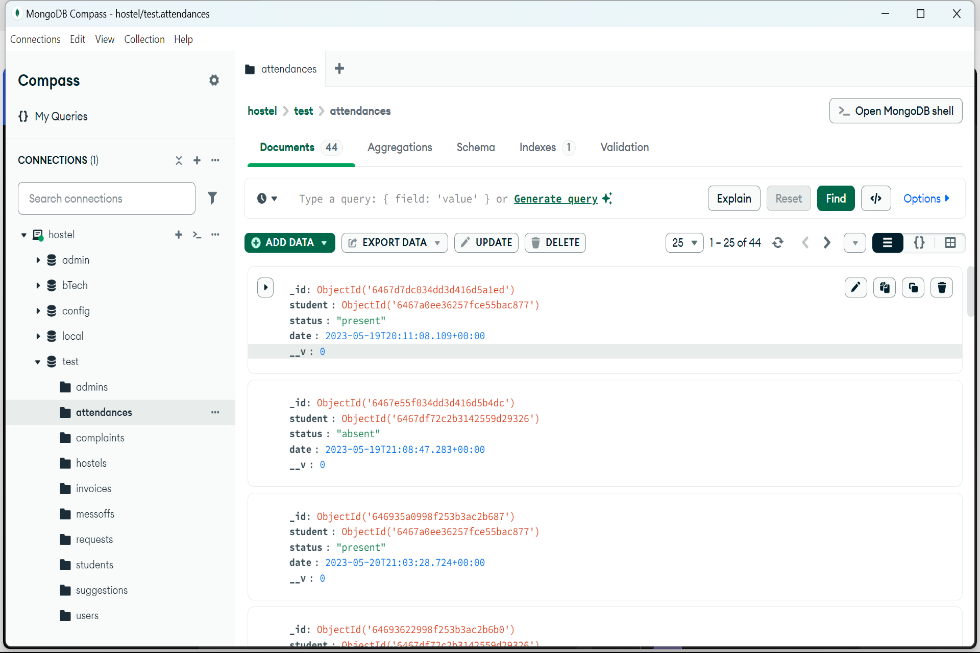 MongoDB Compass - hostel/test.attendances
Connections Edit View Collection Help
Compass
{} My Queries
CONNECTIONS (1)
Search connections
hostel
admin
bTech
config
local
test
admins
attendances
complaints
hostels
invoices
messoffs
requests
students
suggestions
users
attendances
hostel > test > attendances
>_ Open MongoDB shell
Documents 44 Aggregations Schema Indexes 1 Validation
Type a query: { field: 'value' } or Generate query
Explain Reset Find </> Options
ADD DATA EXPORT DATA UPDATE DELETE
25 1 – 25 of 44 {}
_id: ObjectId('6467d7dc034dd3d416d5a1ed')
student : ObjectId('6467a0ee36257fce55bac877')
status : "present"
date : 2023-05-19T20:11:08.109+00:00
__v : 0
_id: ObjectId('6467e55f034dd3d416d5b4dc')
student : ObjectId('6467df72c2b3142559d29326')
status : "absent"
date : 2023-05-19T21:08:47.283+00:00
__v : 0
_id: ObjectId('646935a0998f253b3ac2b687')
student : ObjectId('6467a0ee36257fce55bac877')
status : "present"
date : 2023-05-20T21:03:28.724+00:00
__v : 0
_id: ObjectId('64693622998f253b3ac2b6b0')
student : ObjectId('6467df72c2b3142559d29326')